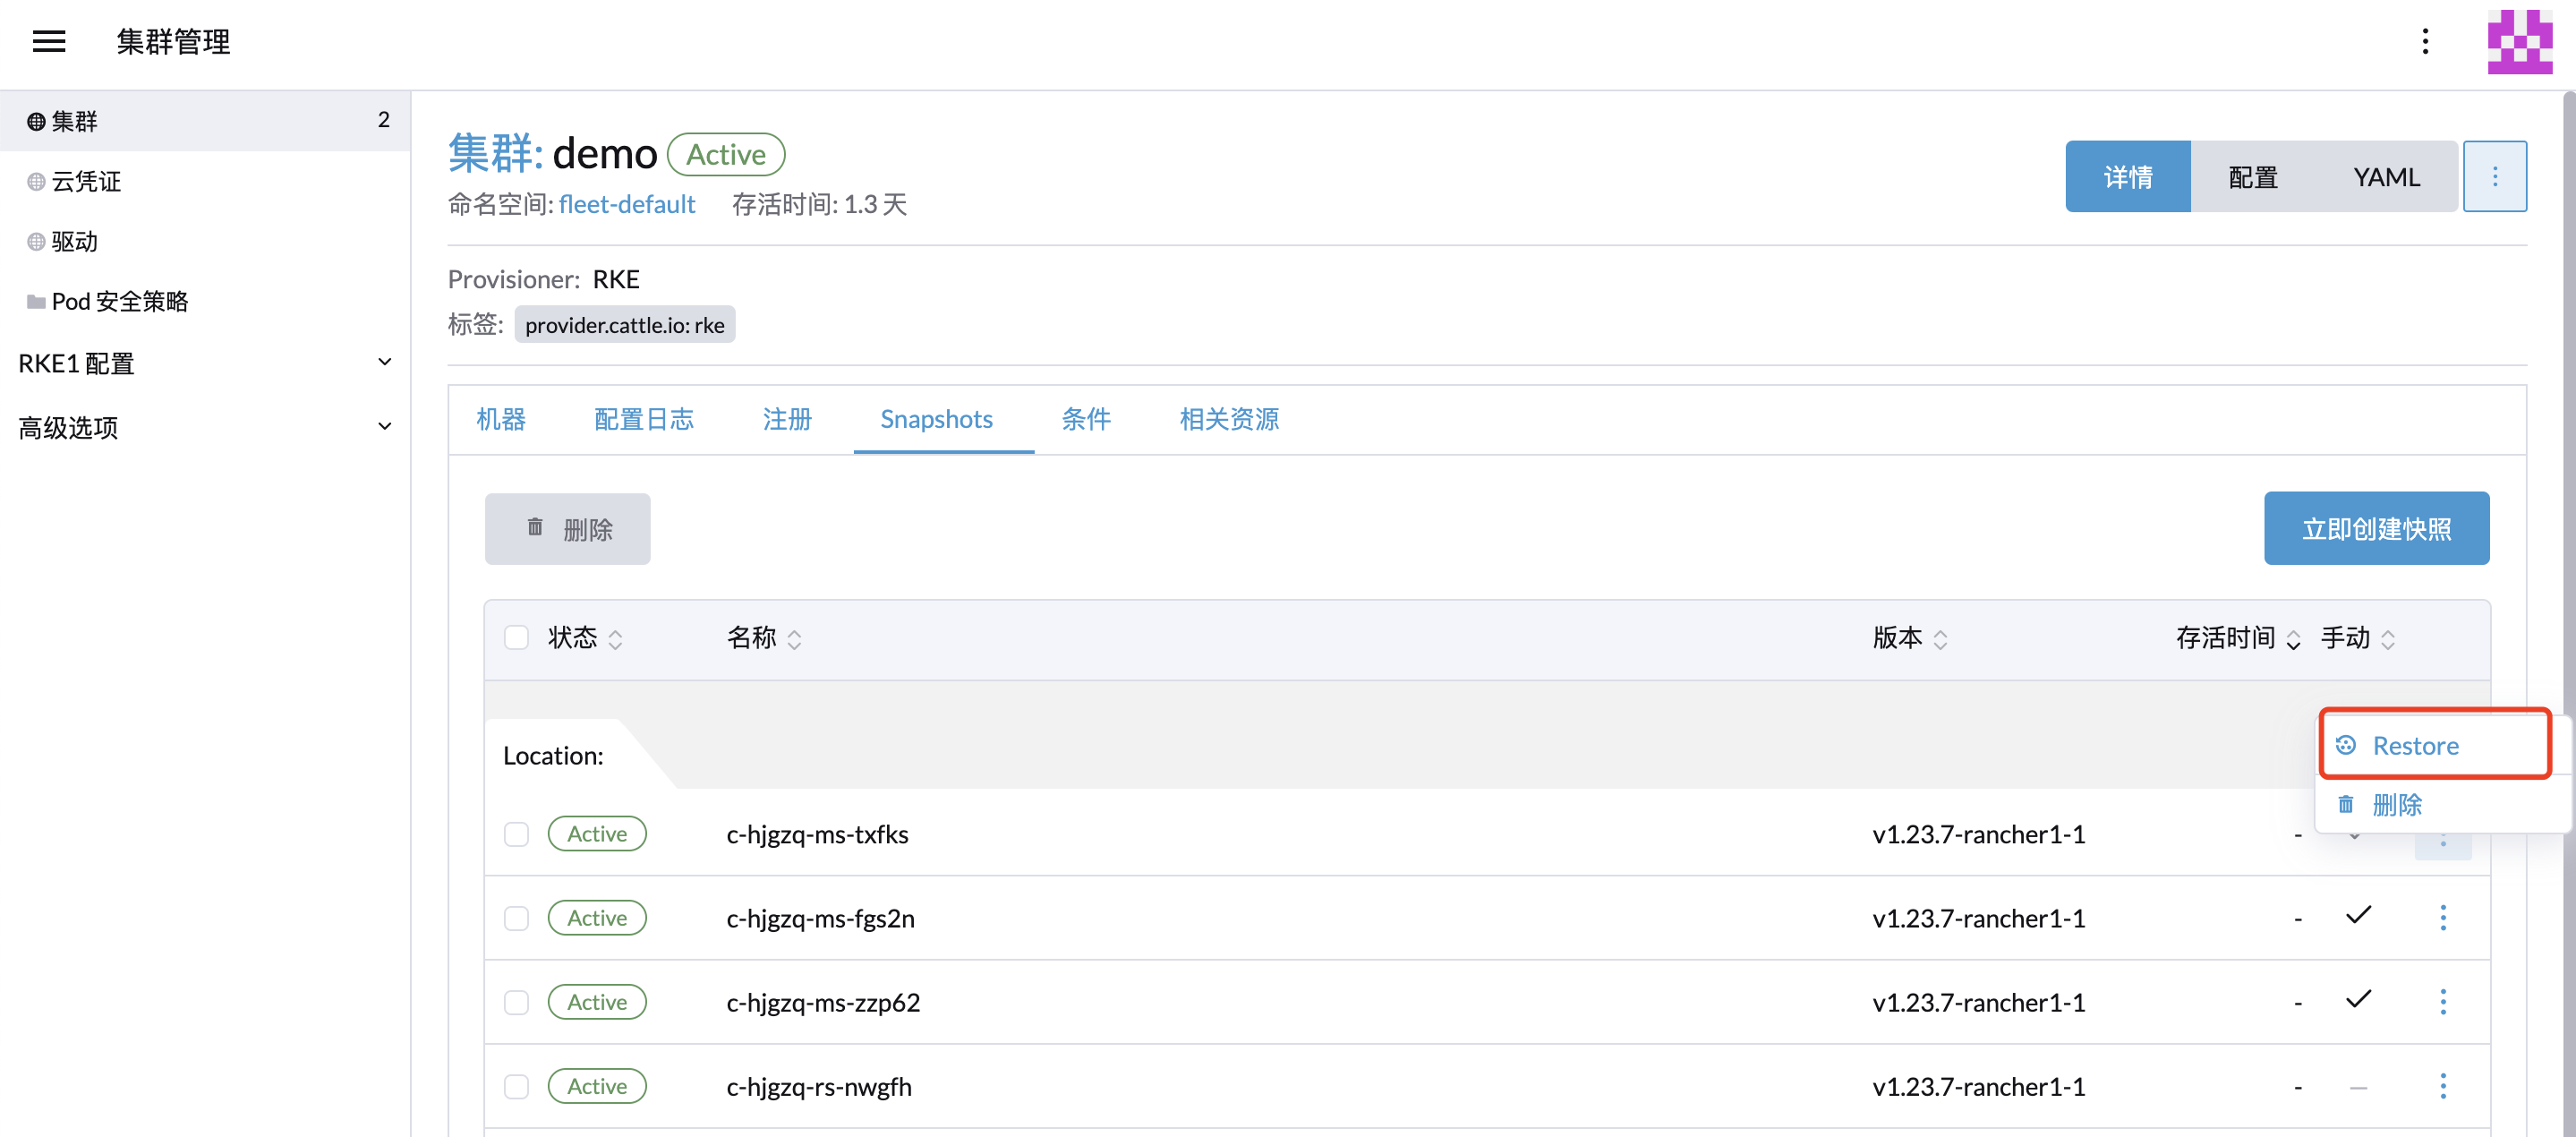 集群管理
集群 2
云凭证
驱动
Pod 安全策略
RKE1 配置
高级选项
集群: demo Active
命名空间: fleet-default 存活时间: 1.3 天
详情 配置 YAML
Provisioner: RKE
标签: provider.cattle.io: rke
机器 配置日志 注册 Snapshots 条件 相关资源
删除 立即创建快照
状态 名称 版本 存活时间 手动
Location:
Restore
删除
Active c-hjgzq-ms-txfks v1.23.7-rancher1-1 -
Active c-hjgzq-ms-fgs2n v1.23.7-rancher1-1 -
Active c-hjgzq-ms-zzp62 v1.23.7-rancher1-1 -
Active c-hjgzq-rs-nwgfh v1.23.7-rancher1-1 - —